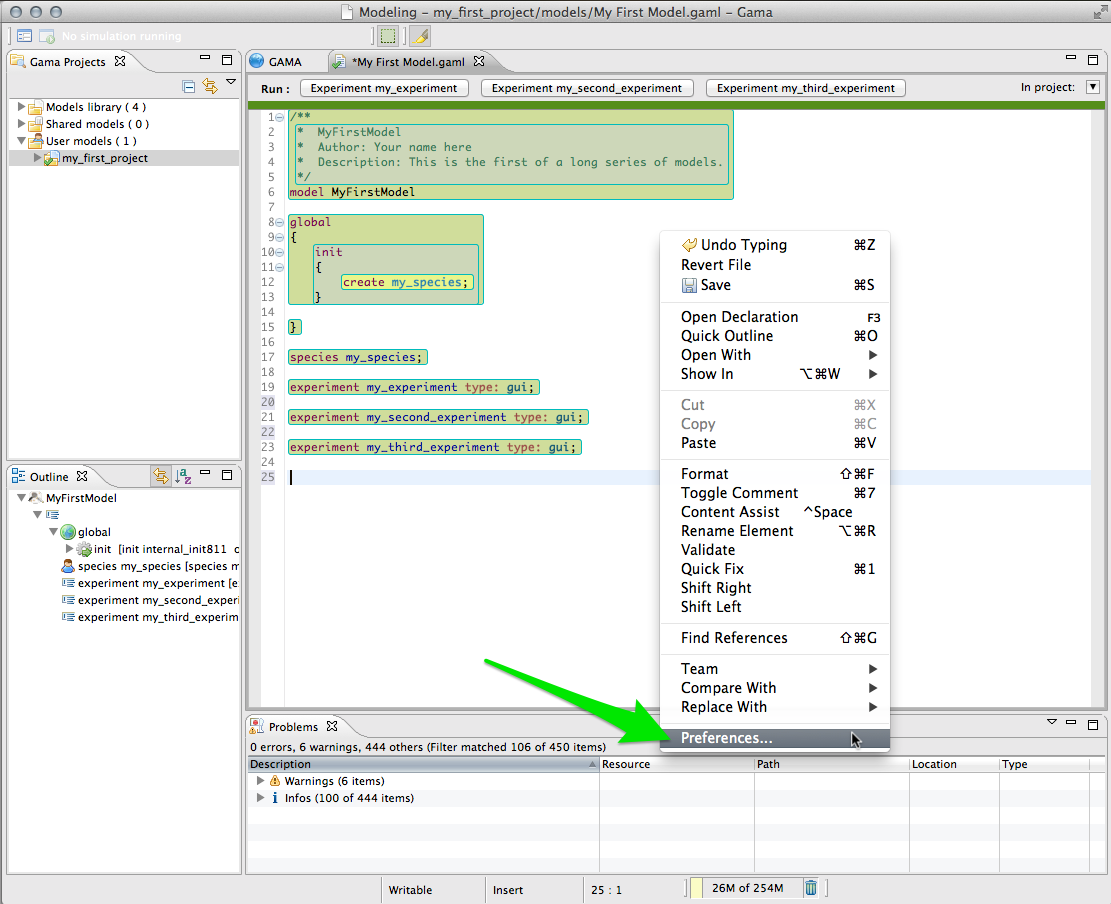 Modeling – my_first_project/models/My First Model.gaml – Gama
No simulation running
Gama Projects
Models library ( 4 )
Shared models ( 0 )
User models ( 1 )
my_first_project
GAMA
*My First Model.gaml
Run :
Experiment my_experiment
Experiment my_second_experiment
Experiment my_third_experiment
In project:
1 /**
2 * MyFirstModel
3 * Author: Your name here
4 * Description: This is the first of a long series of models.
5 */
6 model MyFirstModel
7
8 global
9 {
10 init
11 {
12 create my_species;
13 }
14
15 }
16
17 species my_species;
18
19 experiment my_experiment type: gui;
20
21 experiment my_second_experiment type: gui;
22
23 experiment my_third_experiment type: gui;
24
25
Undo Typing ⌘Z
Revert File
Save ⌘S
Open Declaration F3
Quick Outline ⌘O
Open With
Show In ⌥⌘W
Cut ⌘X
Copy ⌘C
Paste ⌘V
Format ⇧⌘F
Toggle Comment ⌘7
Content Assist ^Space
Rename Element ⌥⌘R
Validate
Quick Fix ⌘1
Shift Right
Shift Left
Find References ⇧⌘G
Team
Compare With
Replace With
Preferences...
Outline
MyFirstModel
global
init [init internal_init811 c
species my_species [species m
experiment my_experiment [e
experiment my_second_experi
experiment my_third_experim
Problems
0 errors, 6 warnings, 444 others (Filter matched 106 of 450 items)
Description Resource Path Location Type
Warnings (6 items)
Infos (100 of 444 items)
Writable Insert 25 : 1 26M of 254M